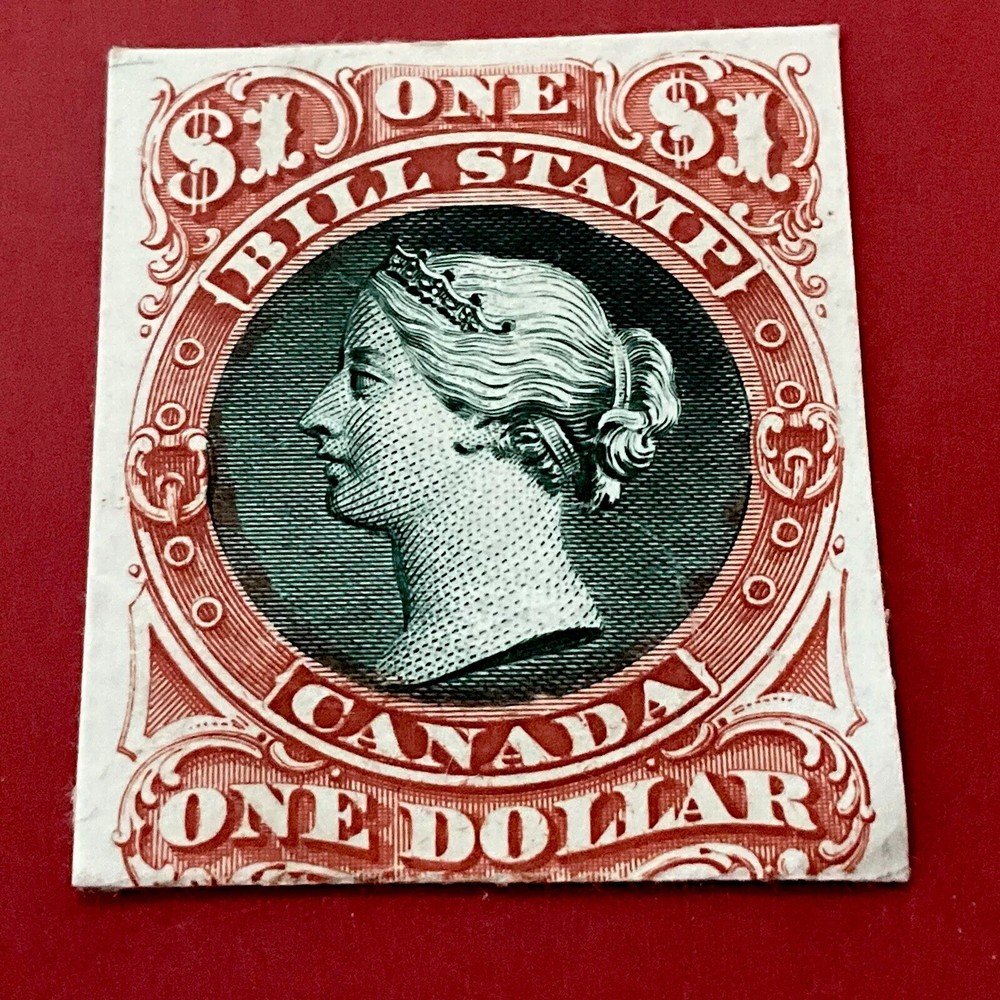 $1 ONE $1
BILL STAMP
CANADA
ONE DOLLAR